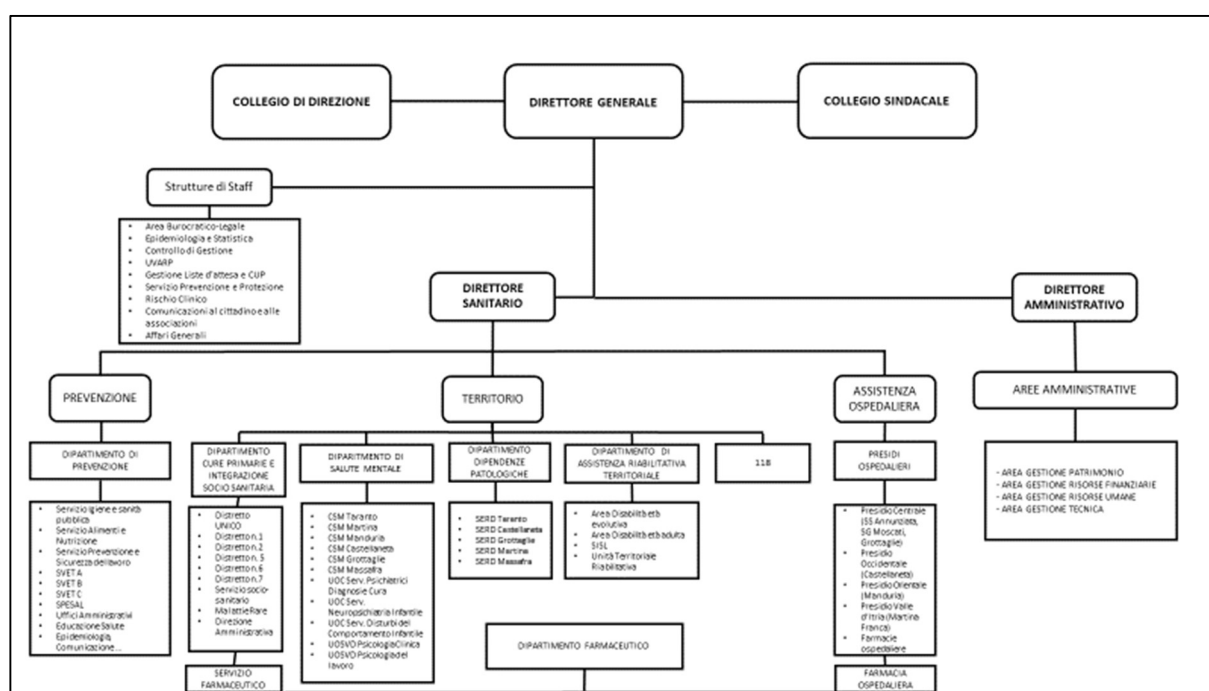 COLLEGIO DI DIREZIONE
DIRETTORE GENERALE
COLLEGIO SINDACALE
Strutture di Staff
• Area Burocratico-Legale
• Epidemiologia e Statistica
• Controllo di Gestione
• UVARP
• Gestione Liste d'attesa e CUP
• Servizio Prevenzione e Protezione
• Rischio Clinico
• Comunicazioni al cittadino e alle
associazioni
• Affari Generali
DIRETTORE
SANITARIO
DIRETTORE
AMMINISTRATIVO
PREVENZIONE
TERRITORIO
ASSISTENZA
OSPEDALIERA
AREE AMMINISTRATIVE
DIPARTIMENTO DI
PREVENZIONE
• Servizio Igiene e sanità
pubblica
• Servizio Alimenti e
Nutrizione
• Servizio Prevenzione e
Sicurezza del lavoro
• SVET A
• SVET B
• SVET C
• SPESAL
• Uffici Amministrativi
• Educazione Salute
• Epidemiologia,
Comunicazione...
DIPARTIMENTO
CURE PRIMARIE E
INTEGRAZIONE
SOCIO SANITARIA
• Distretto
UNICO
• Distretto n.1
• Distretto n.2
• Distretto n. 5
• Distretto n.6
• Distretto n.7
• Servizio socio-
sanitario
• Malattie Rare
• Direzione
Amministrativa
SERVIZIO
FARMACEUTICO
DIPARITMENTO DI
SALUTE MENTALE
• CSM Taranto
• CSM Martina
• CSM Manduria
• CSM Castellaneta
• CSM Grottaglie
• CSM Massafra
• UOC Serv. Psichiatrici
Diagnosi e Cura
• UOC Serv.
Neuropsichiatria Infantile
• UOC Serv. Disturbi del
Comportamento Infantile
• UOSVD Psicologia Clinica
• UOSVD Psicologia del
lavoro
DIPARTIMENTO
DIPENDENZE
PATOLOGICHE
• SERD Taranto
• SERD Castellaneta
• SERD Grottaglie
• SERD Martina
• SERD Massafra
DIPARTIMENTO DI
ASSISTENZA RIABILITATIVA
TERRITORIALE
• Area Disabilità età
evolutiva
• Area Disabilità età adulta
• SISL
• Unità Territoriale
Riabilitativa
118
DIPARTIMENTO FARMACEUTICO
PRESIDI
OSPEDALIERI
• Presidio Centrale
(SS Annunziata,
SG Moscati,
Grottaglie)
• Presidio
Occidentale
(Castellaneta)
• Presidio Orientale
(Manduria)
• Presidio Valle
d'Itria (Martina
Franca)
• Farmacie
ospedaliere
FARMACIA
OSPEDALIERA
- AREA GESTIONE PATRIMONIO
- AREA GESTIONE RISORSE FINANZIARIE
- AREA GESTIONE RISORSE UMANE
- AREA GESTIONE TECNICA